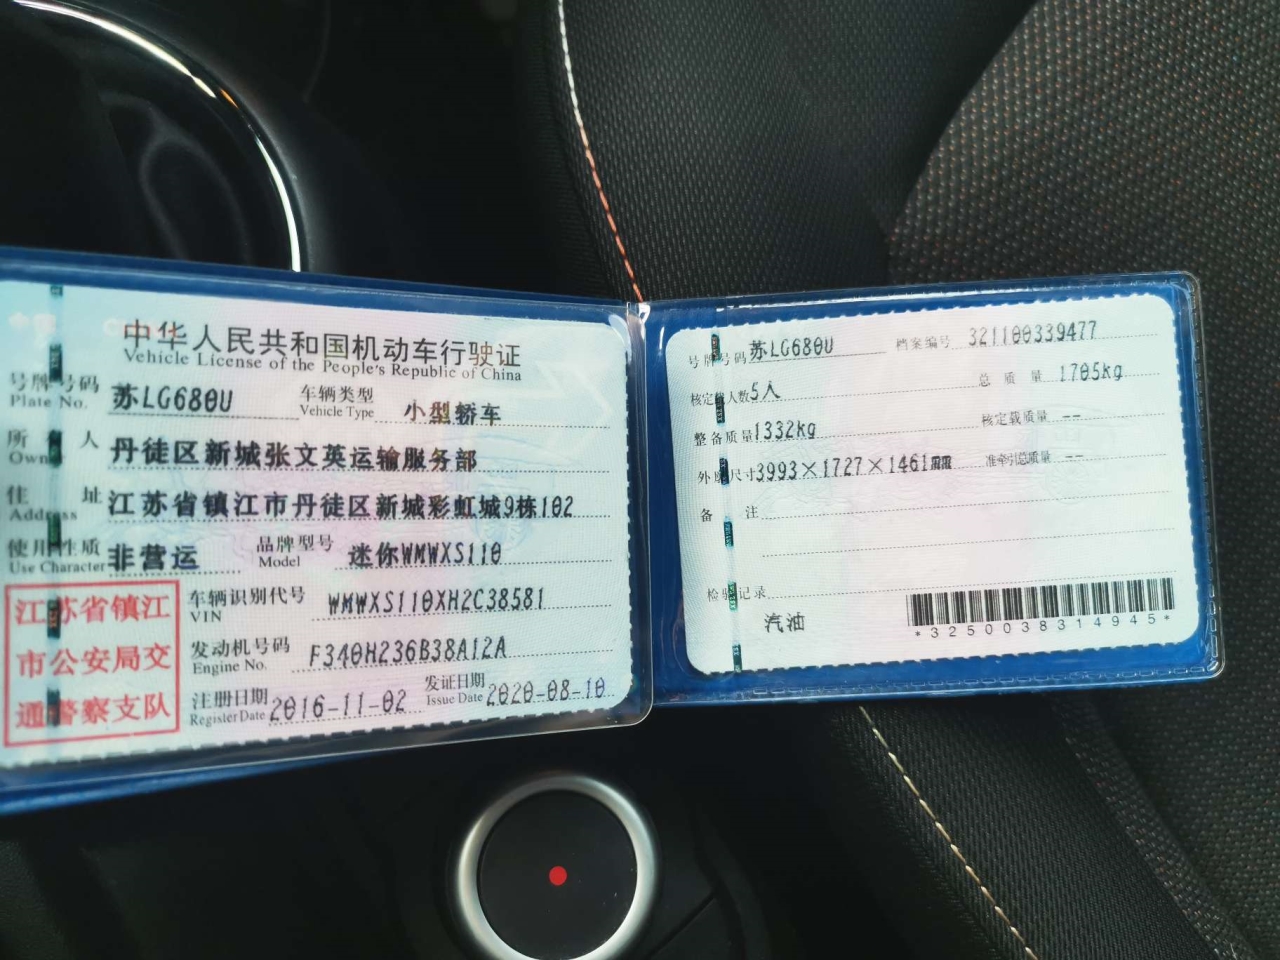 中华人民共和国机动车行驶证
Vehicle License of the People's Republic of China
号牌号码 苏LG680U 车辆类型 小型轿车
Plate No. Vehicle Type
所有人 丹徒区新城张文英运输服务部
Owner
住址 江苏省镇江市丹徒区新城彩虹城9栋102
Address
使用性质 非营运 品牌型号 迷你WMWXS110
Use Character Model
江苏省镇江
市公安局交
通警察支队
车辆识别代号 WMWXS110XH2C38581
VIN
发动机号码 F340H236B38A12A
Engine No.
注册日期 2016-11-02 发证日期 2020-08-10
Register Date Issue Date
号牌号码 苏LG680U 档案编号 321100339477
核定载人数 5人 总质量 1705kg
整备质量 1332kg 核定载质量 --
外廓尺寸 3993×1727×1461mm 准牵引总质量 --
备注
检验记录
汽油
*3250038314945*